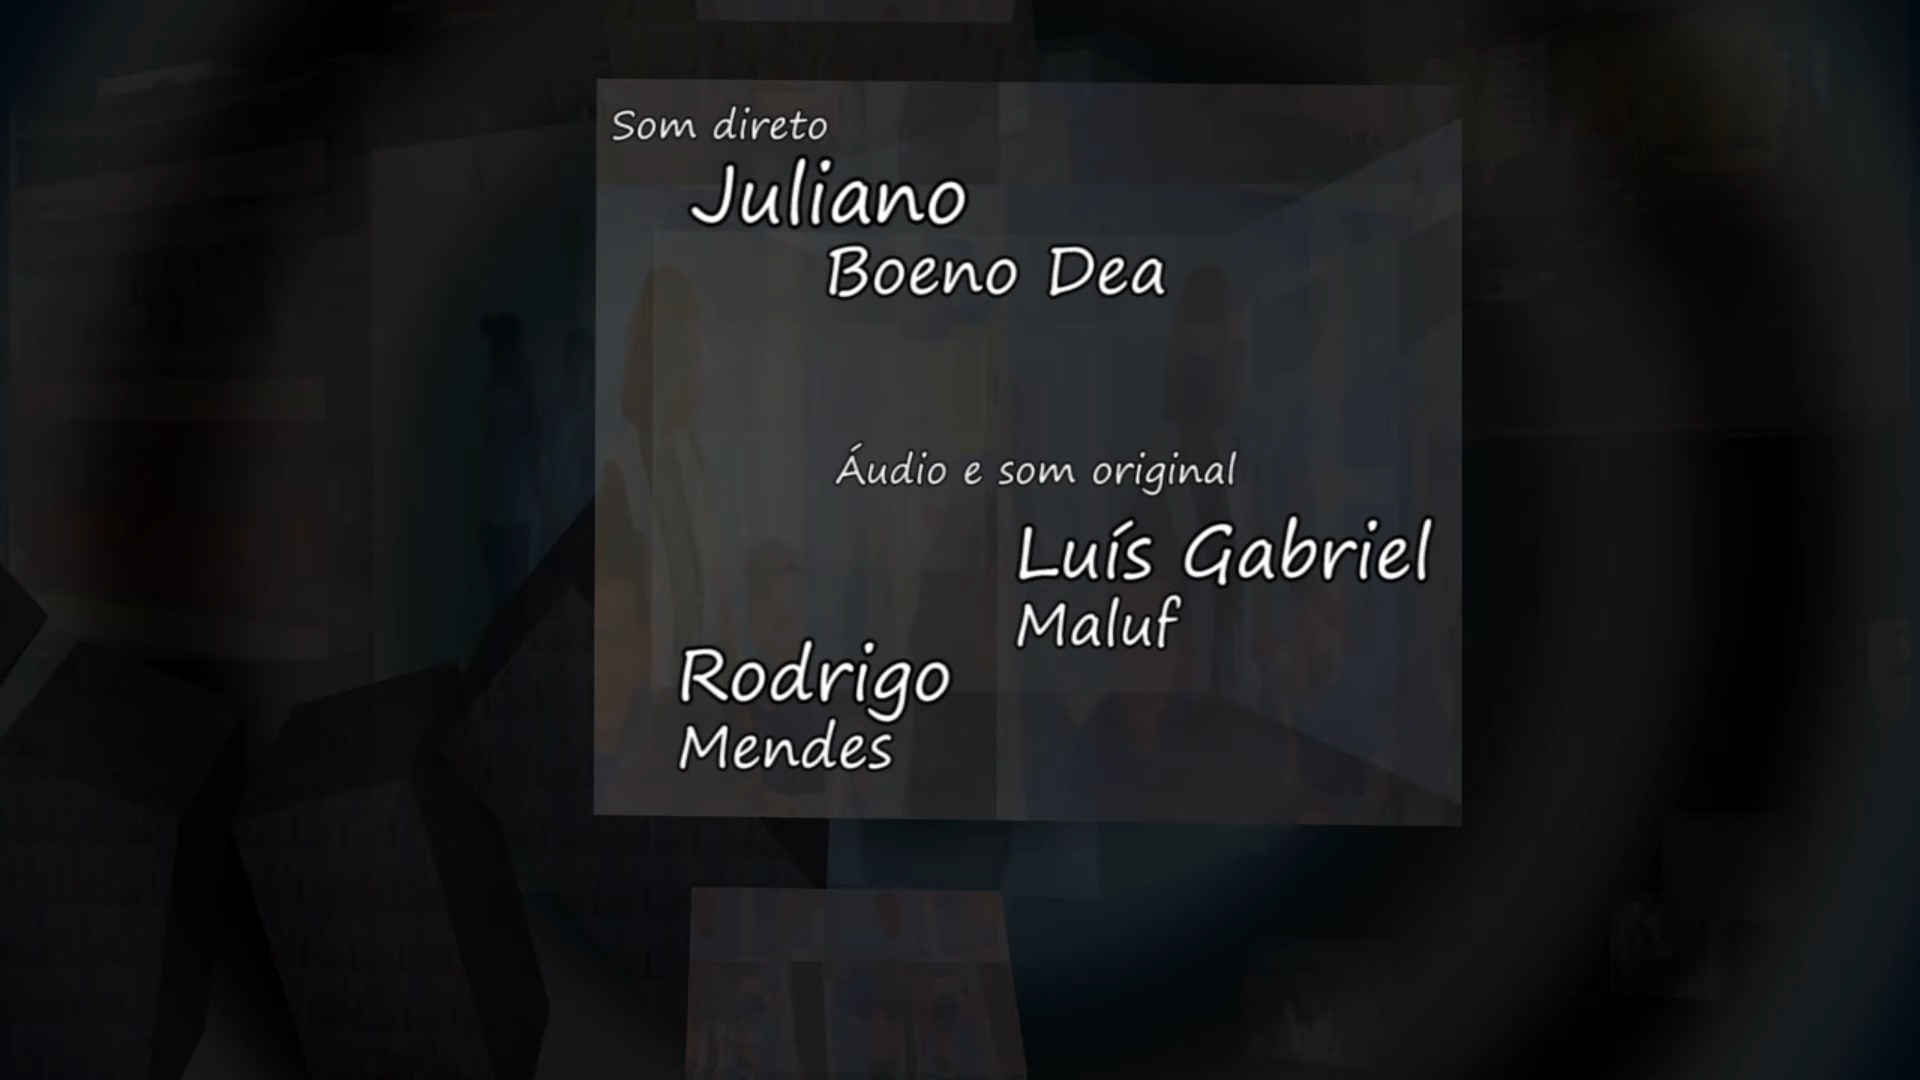 Som direto
Juliano
Boeno Dea
Áudio e som original
Luís Gabriel
Maluf
Rodrigo
Mendes